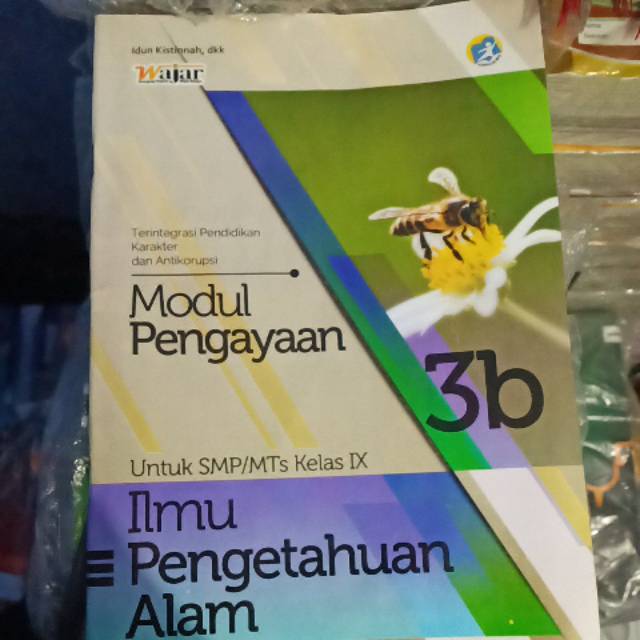 Idun Kistinnah, dkk
Wajar
Terintegrasi Pendidikan
Karakter
dan Antikorupsi
Modul
Pengayaan
3b
Untuk SMP/MTs Kelas IX
Ilmu
Pengetahuan
Alam